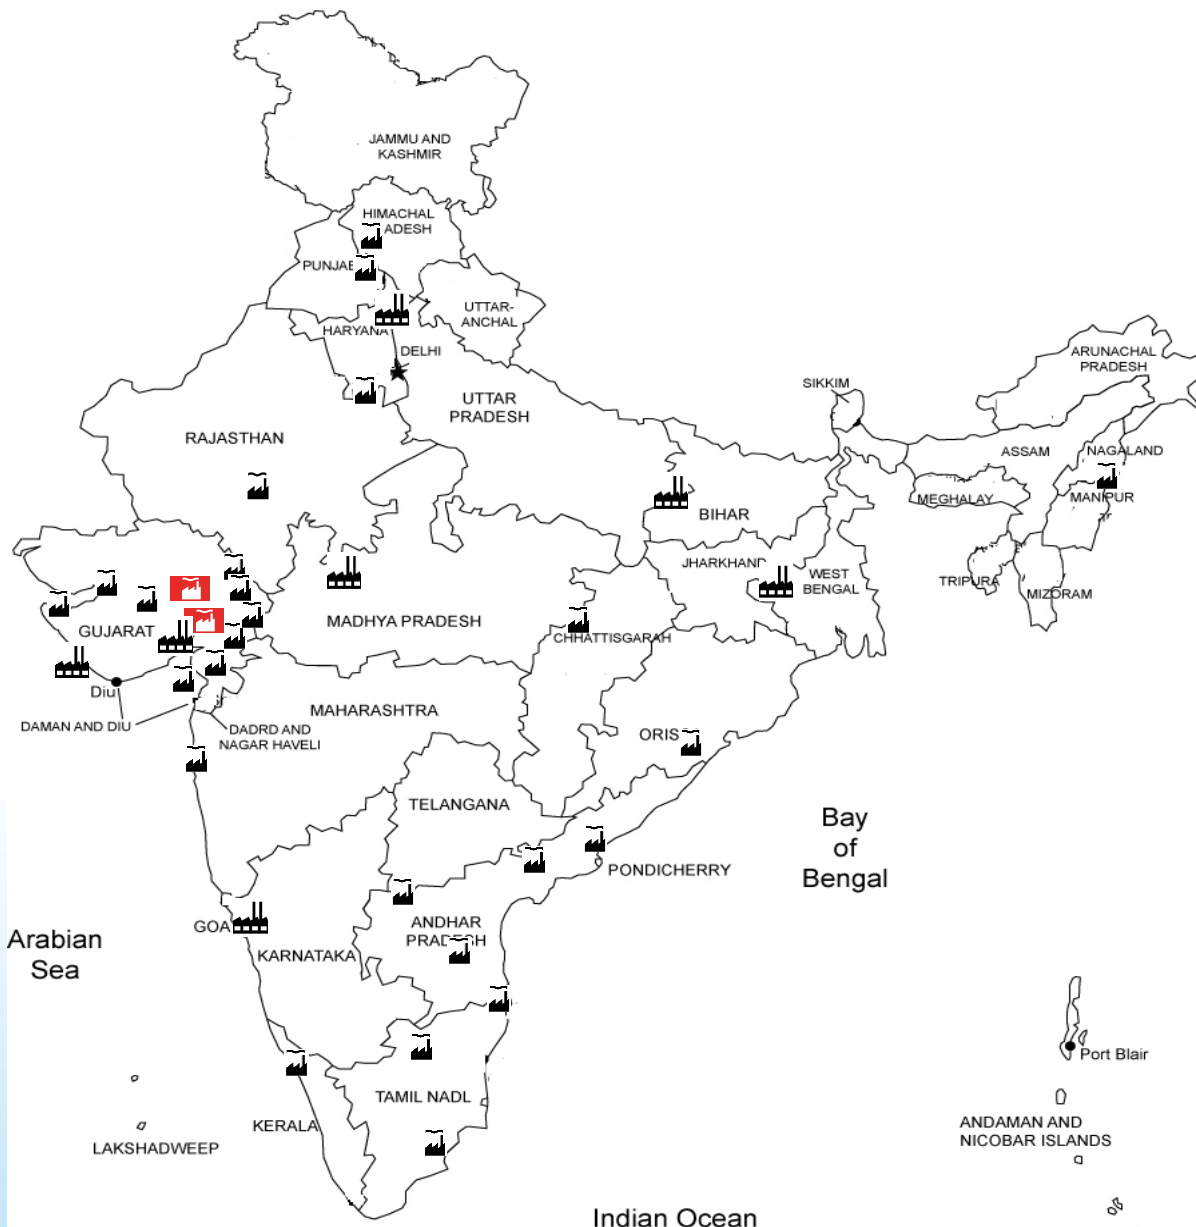 JAMMU AND
KASHMIR
HIMACHAL
ADESH
PUNJAB
UTTAR-
ANCHAL
HARYANA
DELHI
ARUNACHAL
PRADESH
SIKKIM
UTTAR
PRADESH
RAJASTHAN
ASSAM
NAGALAND
MEGHALAY
MANIPUR
BIHAR
JHARKHAND
WEST
BENGAL
TRIPURA
MIZORAM
MADHYA PRADESH
GUJARAT
CHHATTISGARAH
Diu
DAMAN AND DIU
DADRD AND
NAGAR HAVELI
MAHARASHTRA
ORIS
TELANGANA
Bay
of
Bengal
PONDICHERRY
GOA
ANDHAR
PRADESH
Arabian
Sea
KARNATAKA
Port Blair
TAMIL NADL
KERALA
ANDAMAN AND
NICOBAR ISLANDS
LAKSHADWEEP
Indian Ocean